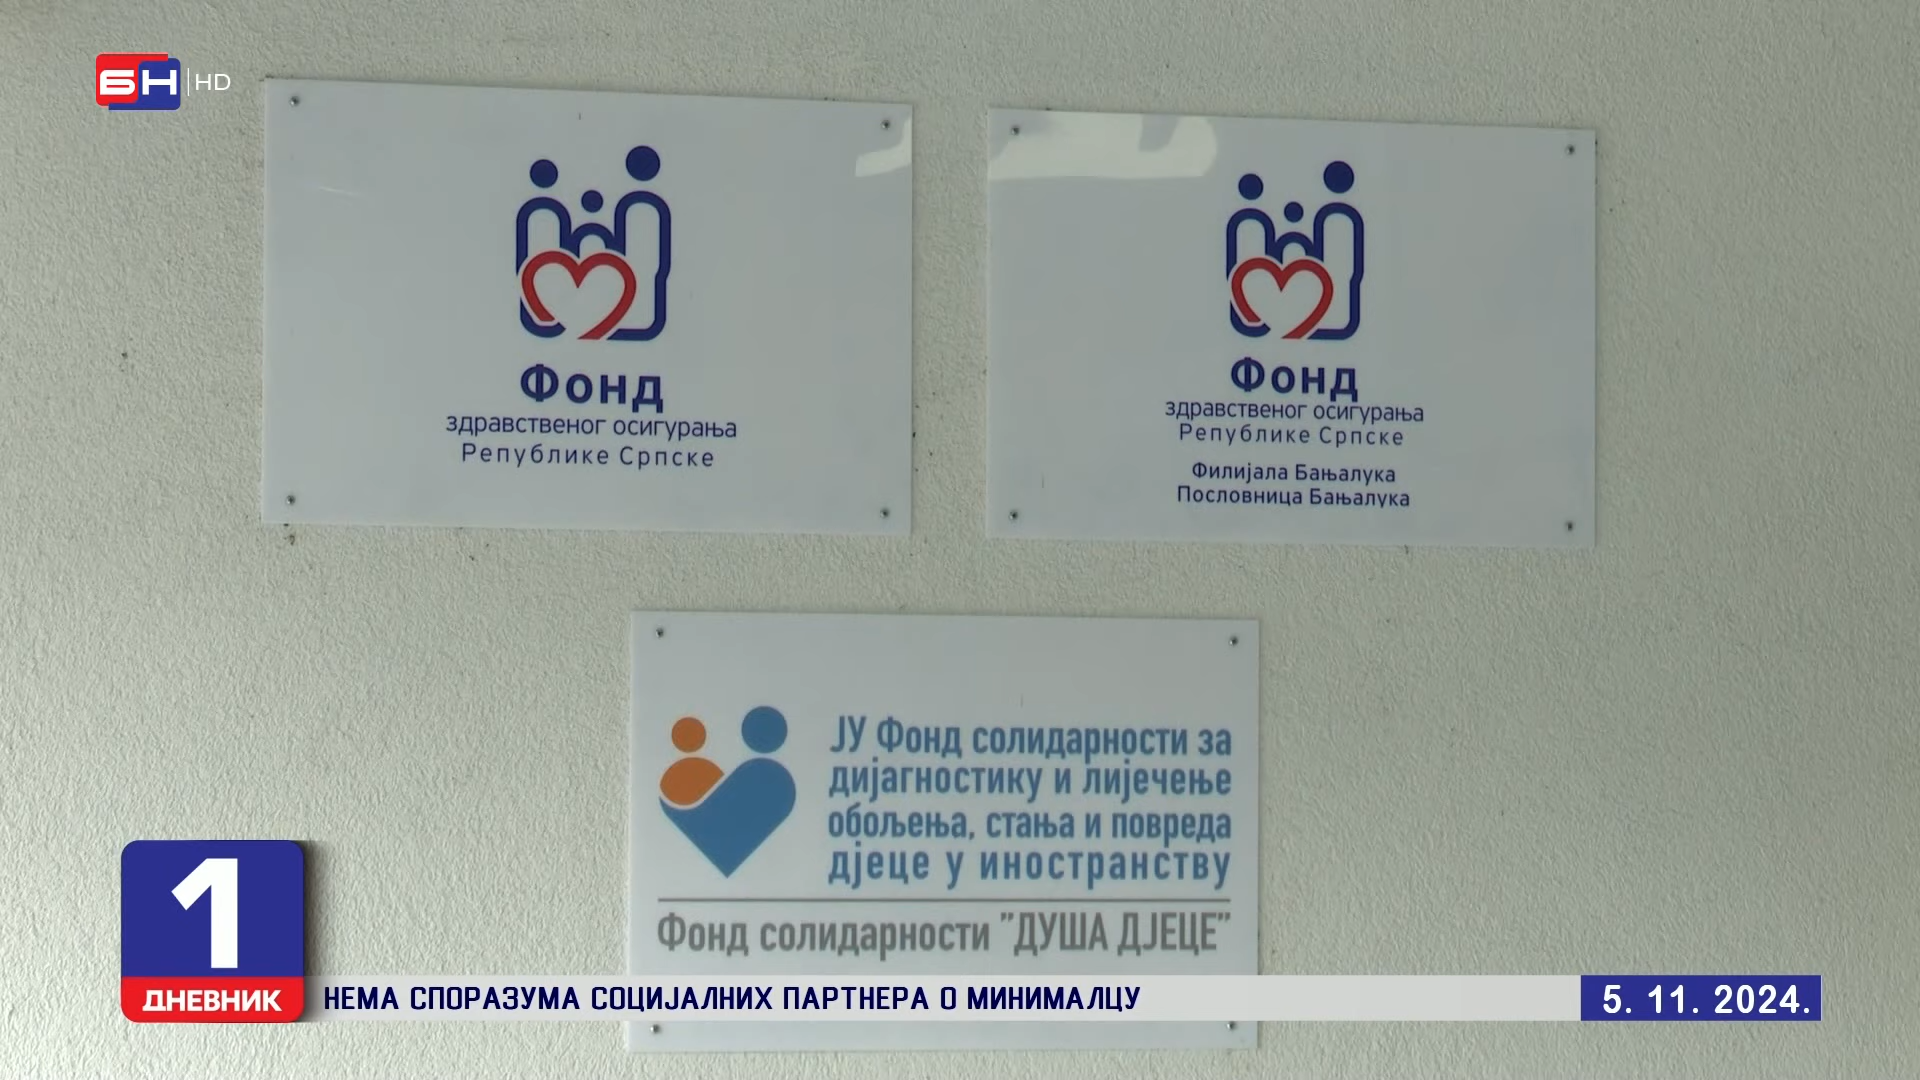 БН HD
Фонд
здравственог осигурања
Републике Српске
Фонд
здравственог осигурања
Републике Српске
Филијала Бањалука
Пословница Бањалука
ЈУ Фонд солидарности за
дијагностику и лијечење
обољења, стања и повреда
дјеце у иностранству
Фонд солидарности "ДУША ДЈЕЦЕ"
1
ДНЕВНИК
НЕМА СПОРАЗУМА СОЦИЈАЛНИХ ПАРТНЕРА О МИНИМАЛЦУ
5. 11. 2024.